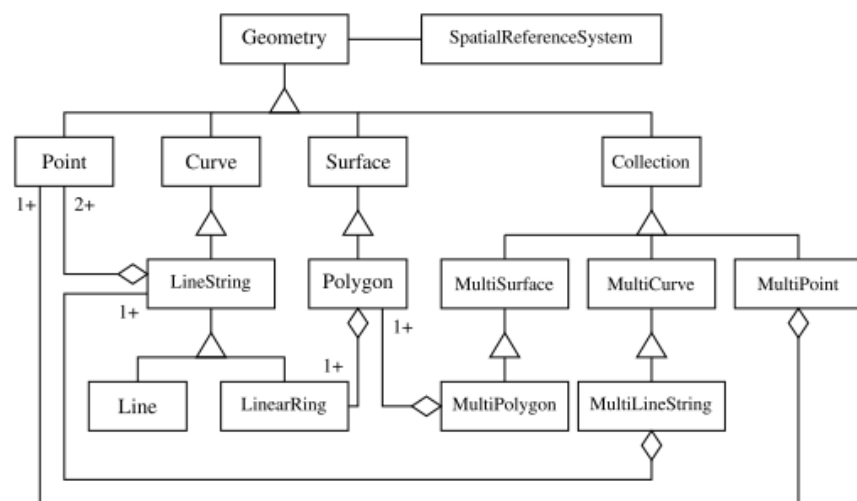 Geometry
SpatialReferenceSystem
Point
Curve
Surface
Collection
1+
2+
LineString
Polygon
MultiSurface
MultiCurve
MultiPoint
1+
1+
1+
Line
LinearRing
MultiPolygon
MultiLineString